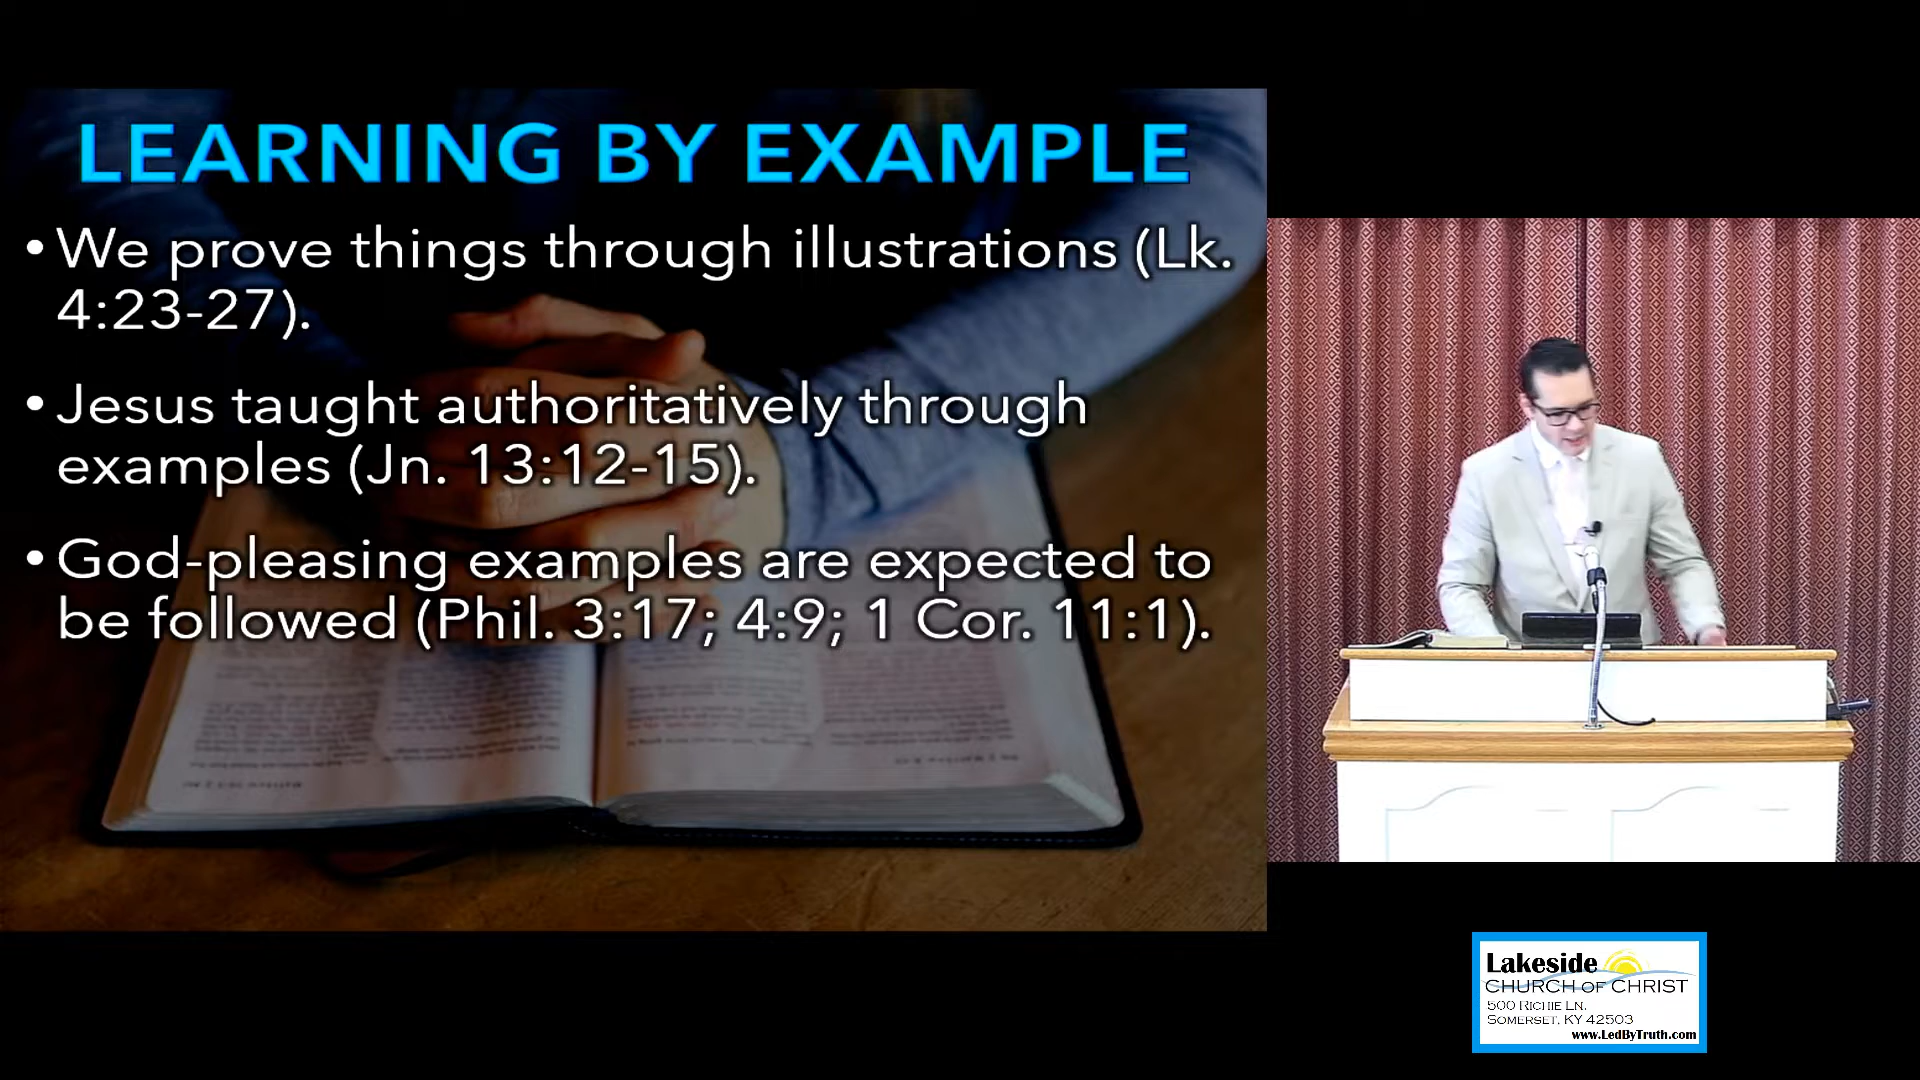 LEARNING BY EXAMPLE
• We prove things through illustrations (Lk.
4:23-27).
• Jesus taught authoritatively through
examples (Jn. 13:12-15).
• God-pleasing examples are expected to
be followed (Phil. 3:17; 4:9; 1 Cor. 11:1).
Lakeside
CHURCH OF CHRIST
500 RICHIE LN.
SOMERSET, KY 42503
www.LedByTruth.com